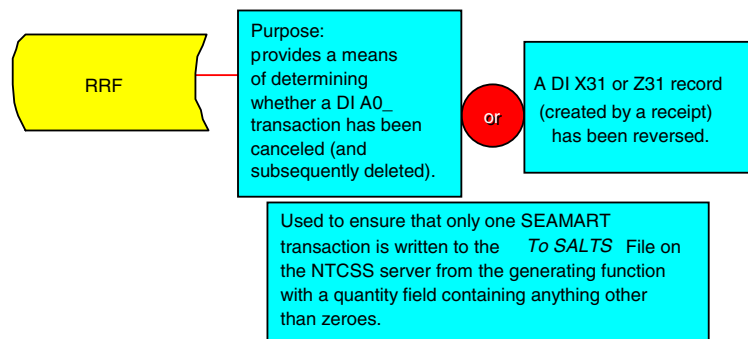 RRF
Purpose:
provides a means
of determining
whether a DI A0_
transaction has been
canceled (and
subsequently deleted).
or
A DI X31 or Z31 record
(created by a receipt)
has been reversed.
Used to ensure that only one SEAMART
transaction is written to the To SALTS File on
the NTCSS server from the generating function
with a quantity field containing anything other
than zeroes.